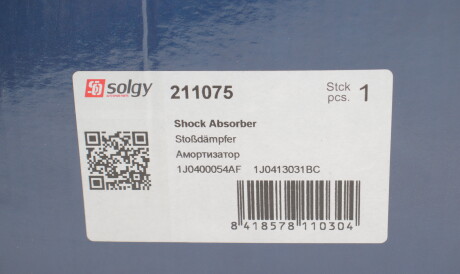 solgy 211075 Stck pcs. 1
Shock Absorber
Stoßdämpfer
Амортизатор
1J0400054AF 1J0413031BC
8 418578 110304